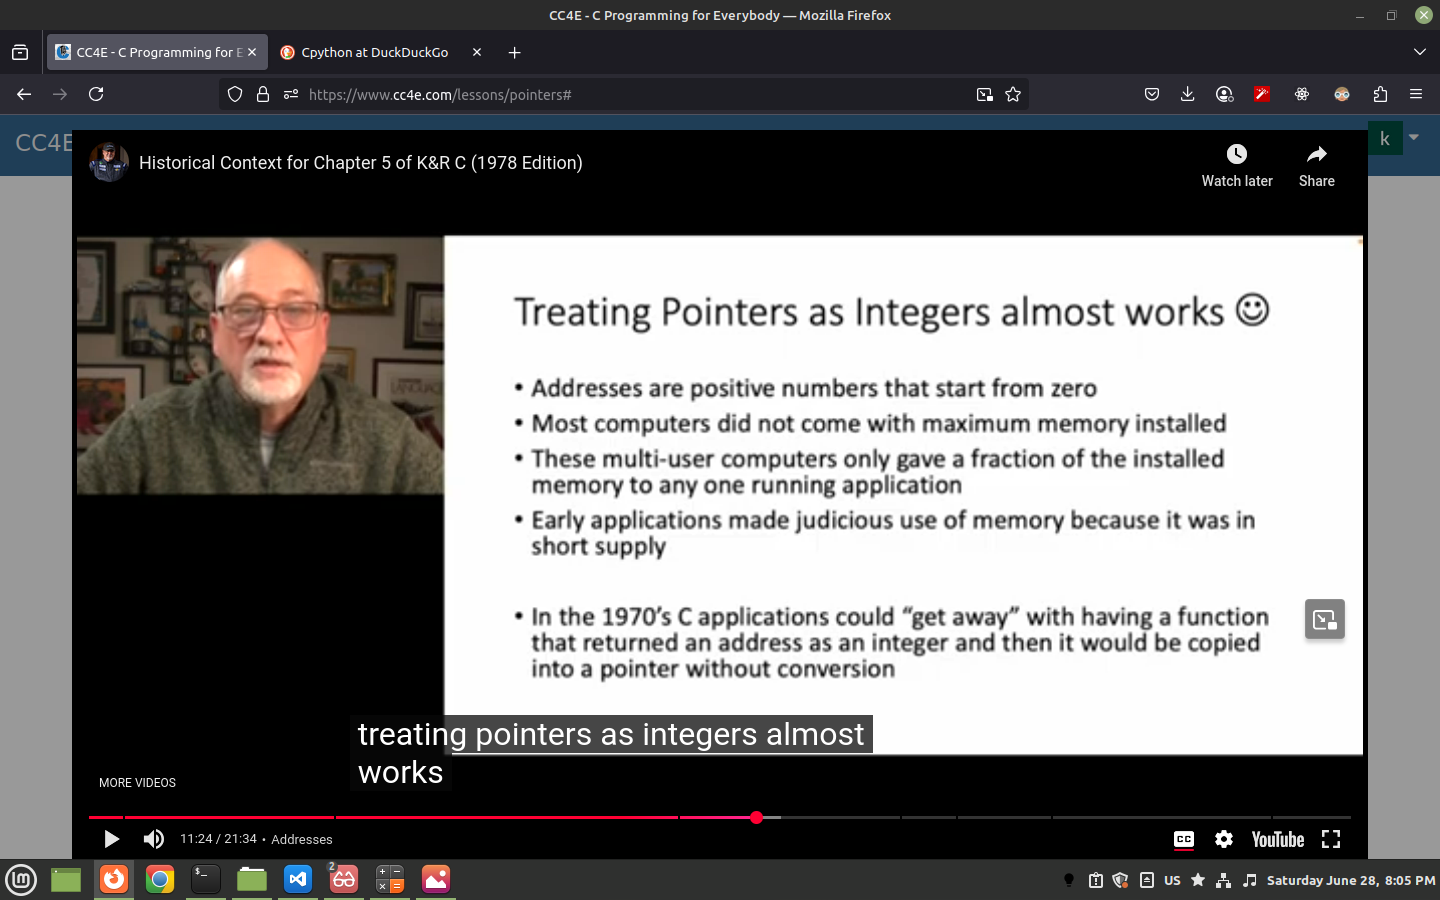 CC4E - C Programming for Everybody — Mozilla Firefox
CC4E - C Programming for E
Cpython at DuckDuckGo
https://www.cc4e.com/lessons/pointers#
CC4E
k
Historical Context for Chapter 5 of K&R C (1978 Edition)
Watch later
Share
Treating Pointers as Integers almost works ☺
• Addresses are positive numbers that start from zero
• Most computers did not come with maximum memory installed
• These multi-user computers only gave a fraction of the installed
memory to any one running application
• Early applications made judicious use of memory because it was in
short supply
• In the 1970’s C applications could “get away” with having a function
that returned an address as an integer and then it would be copied
into a pointer without conversion
treating pointers as integers almost
works
MORE VIDEOS
11:24 / 21:34 • Addresses
CC
YouTube
lm
$_
2
US
Saturday June 28, 8:05 PM